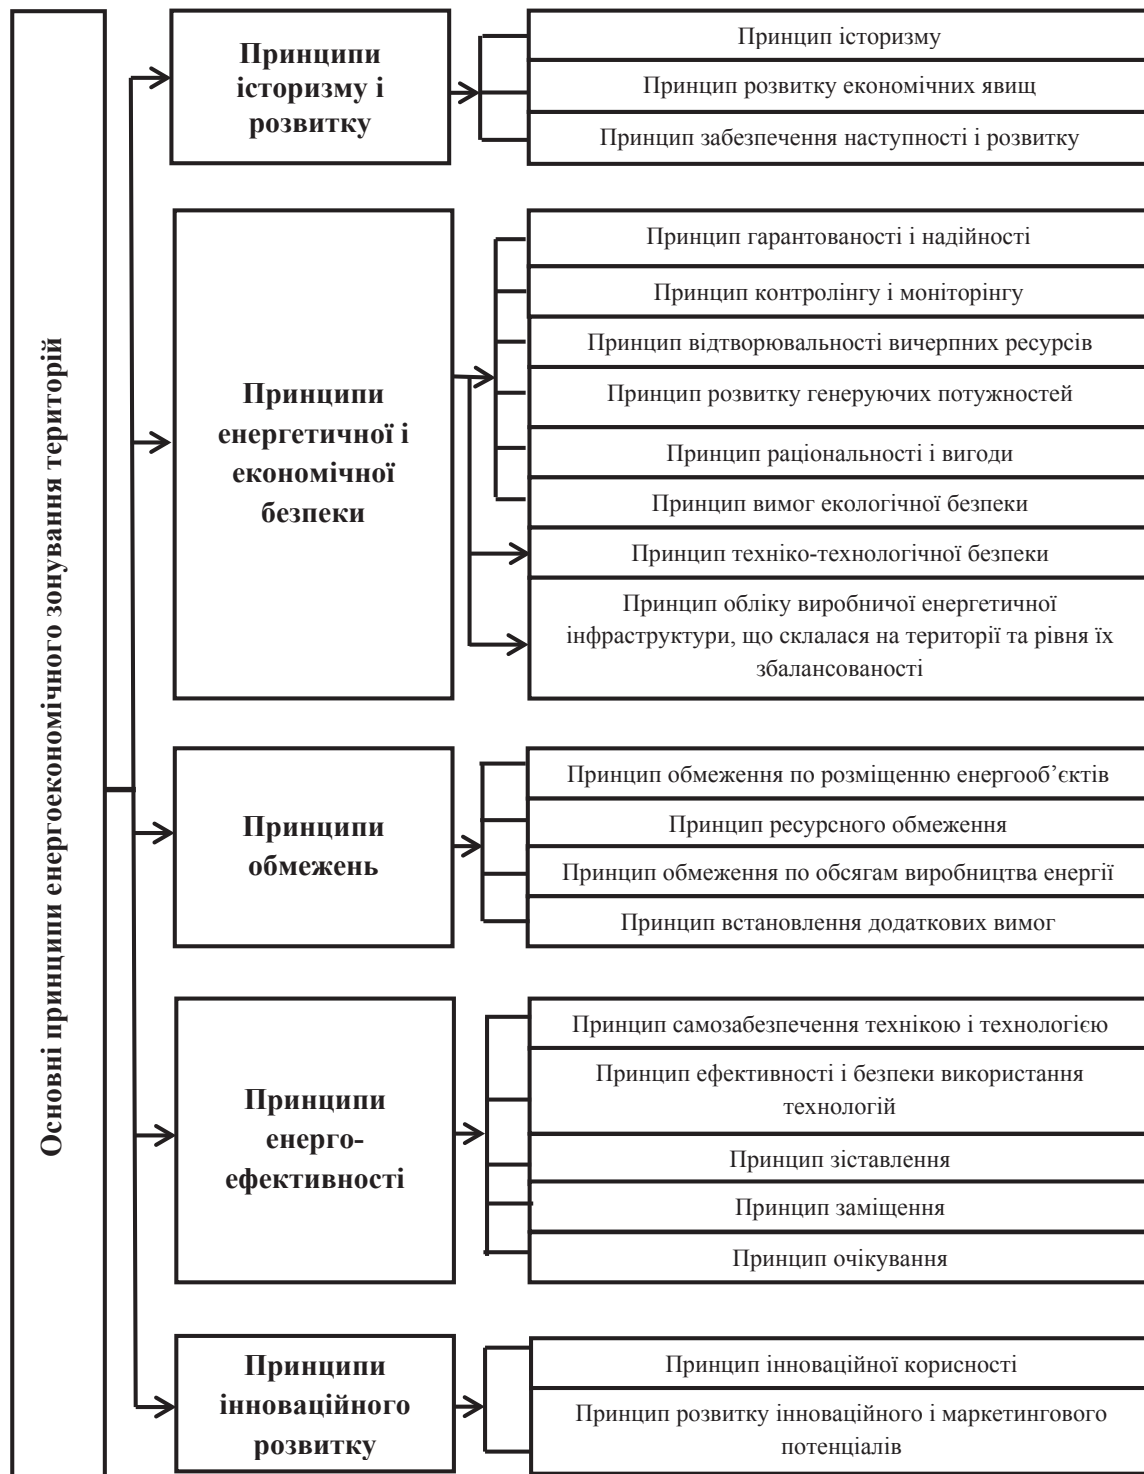 Основні принципи енергоекономічного зонування територій
Принципи
історизму і
розвитку
Принцип історизму
Принцип розвитку економічних явищ
Принцип забезпечення наступності і розвитку
Принципи
енергетичної і
економічної
безпеки
Принцип гарантованості і надійності
Принцип контролінгу і моніторингу
Принцип відтворювальності вичерпних ресурсів
Принцип розвитку генеруючих потужностей
Принцип раціональності і вигоди
Принцип вимог екологічної безпеки
Принцип техніко-технологічної безпеки
Принцип обліку виробничої енергетичної
інфраструктури, що склалася на території та рівня їх
збалансованості
Принципи
обмежень
Принцип обмеження по розміщенню енергооб’єктів
Принцип ресурсного обмеження
Принцип обмеження по обсягам виробництва енергії
Принцип встановлення додаткових вимог
Принципи
енерго-
ефективності
Принцип самозабезпечення технікою і технологією
Принцип ефективності і безпеки використання
технологій
Принцип зіставлення
Принцип заміщення
Принцип очікування
Принципи
інноваційного
розвитку
Принцип інноваційної корисності
Принцип розвитку інноваційного і маркетингового
потенціалів